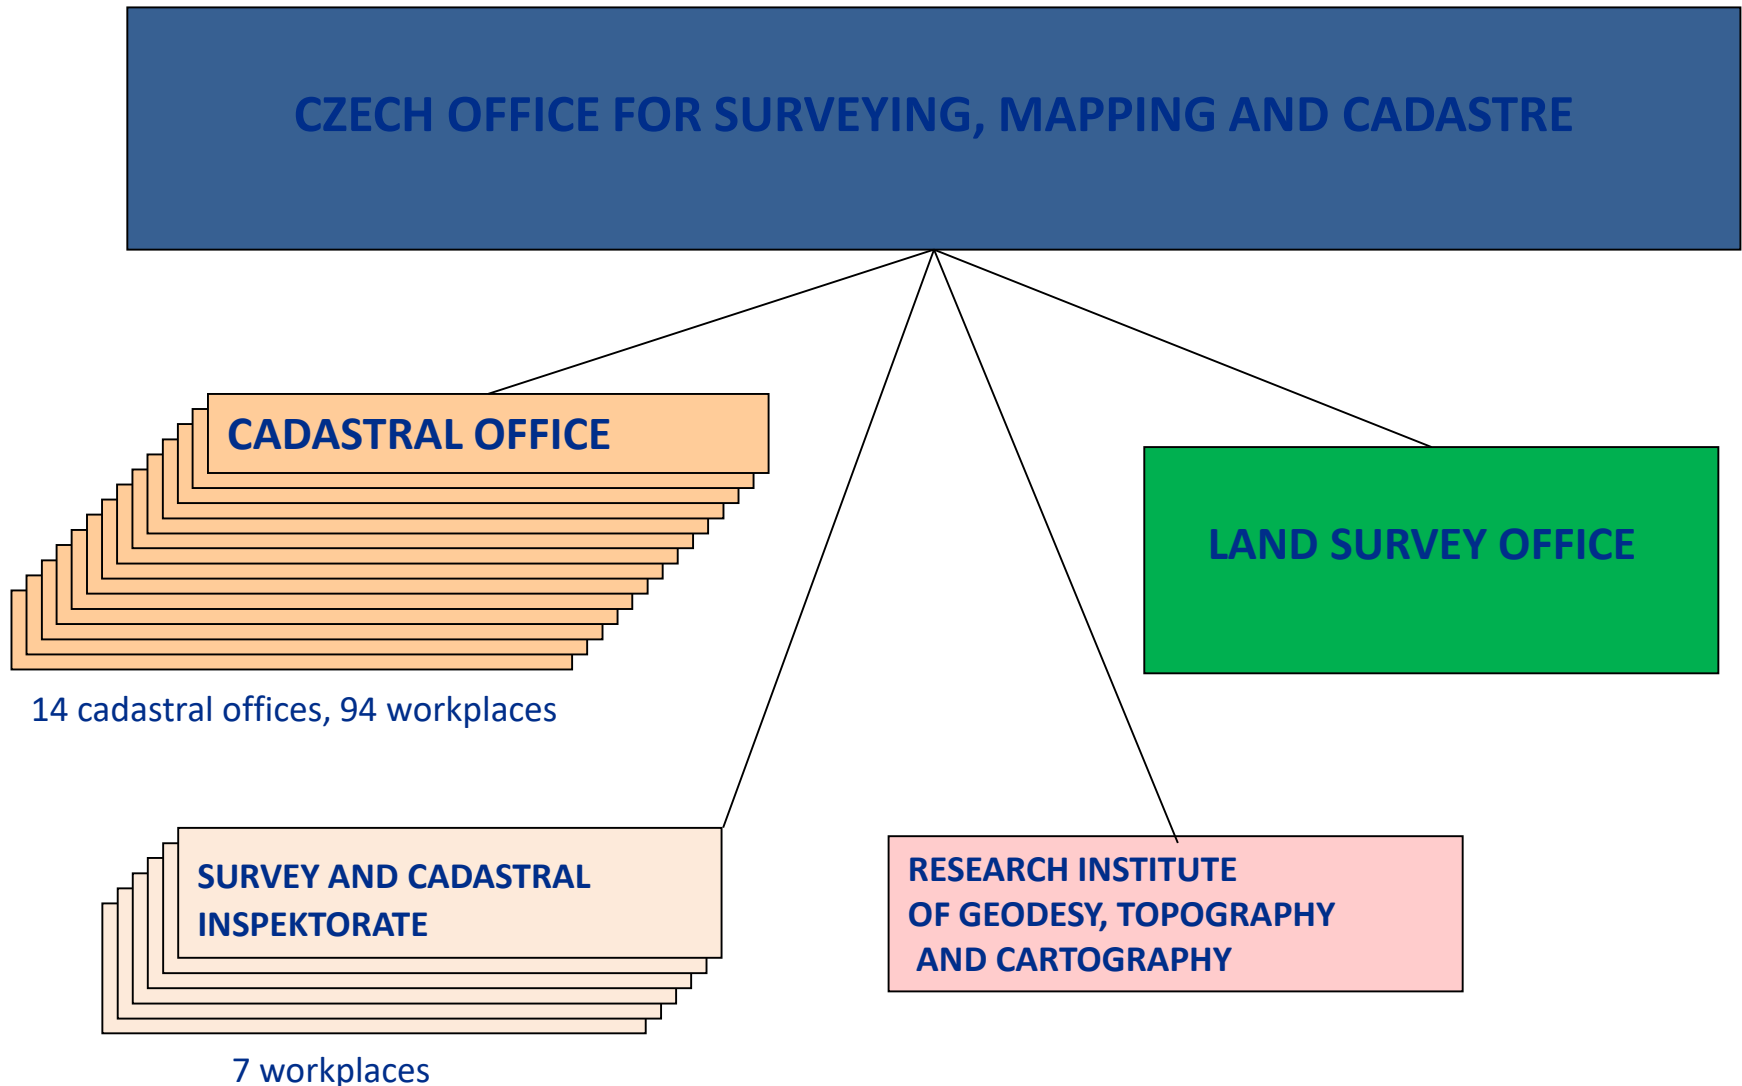 CZECH OFFICE FOR SURVEYING, MAPPING AND CADASTRE
CADASTRAL OFFICE
LAND SURVEY OFFICE
14 cadastral offices, 94 workplaces
SURVEY AND CADASTRAL
INSPEKTORATE
RESEARCH INSTITUTE
OF GEODESY, TOPOGRAPHY
AND CARTOGRAPHY
7 workplaces